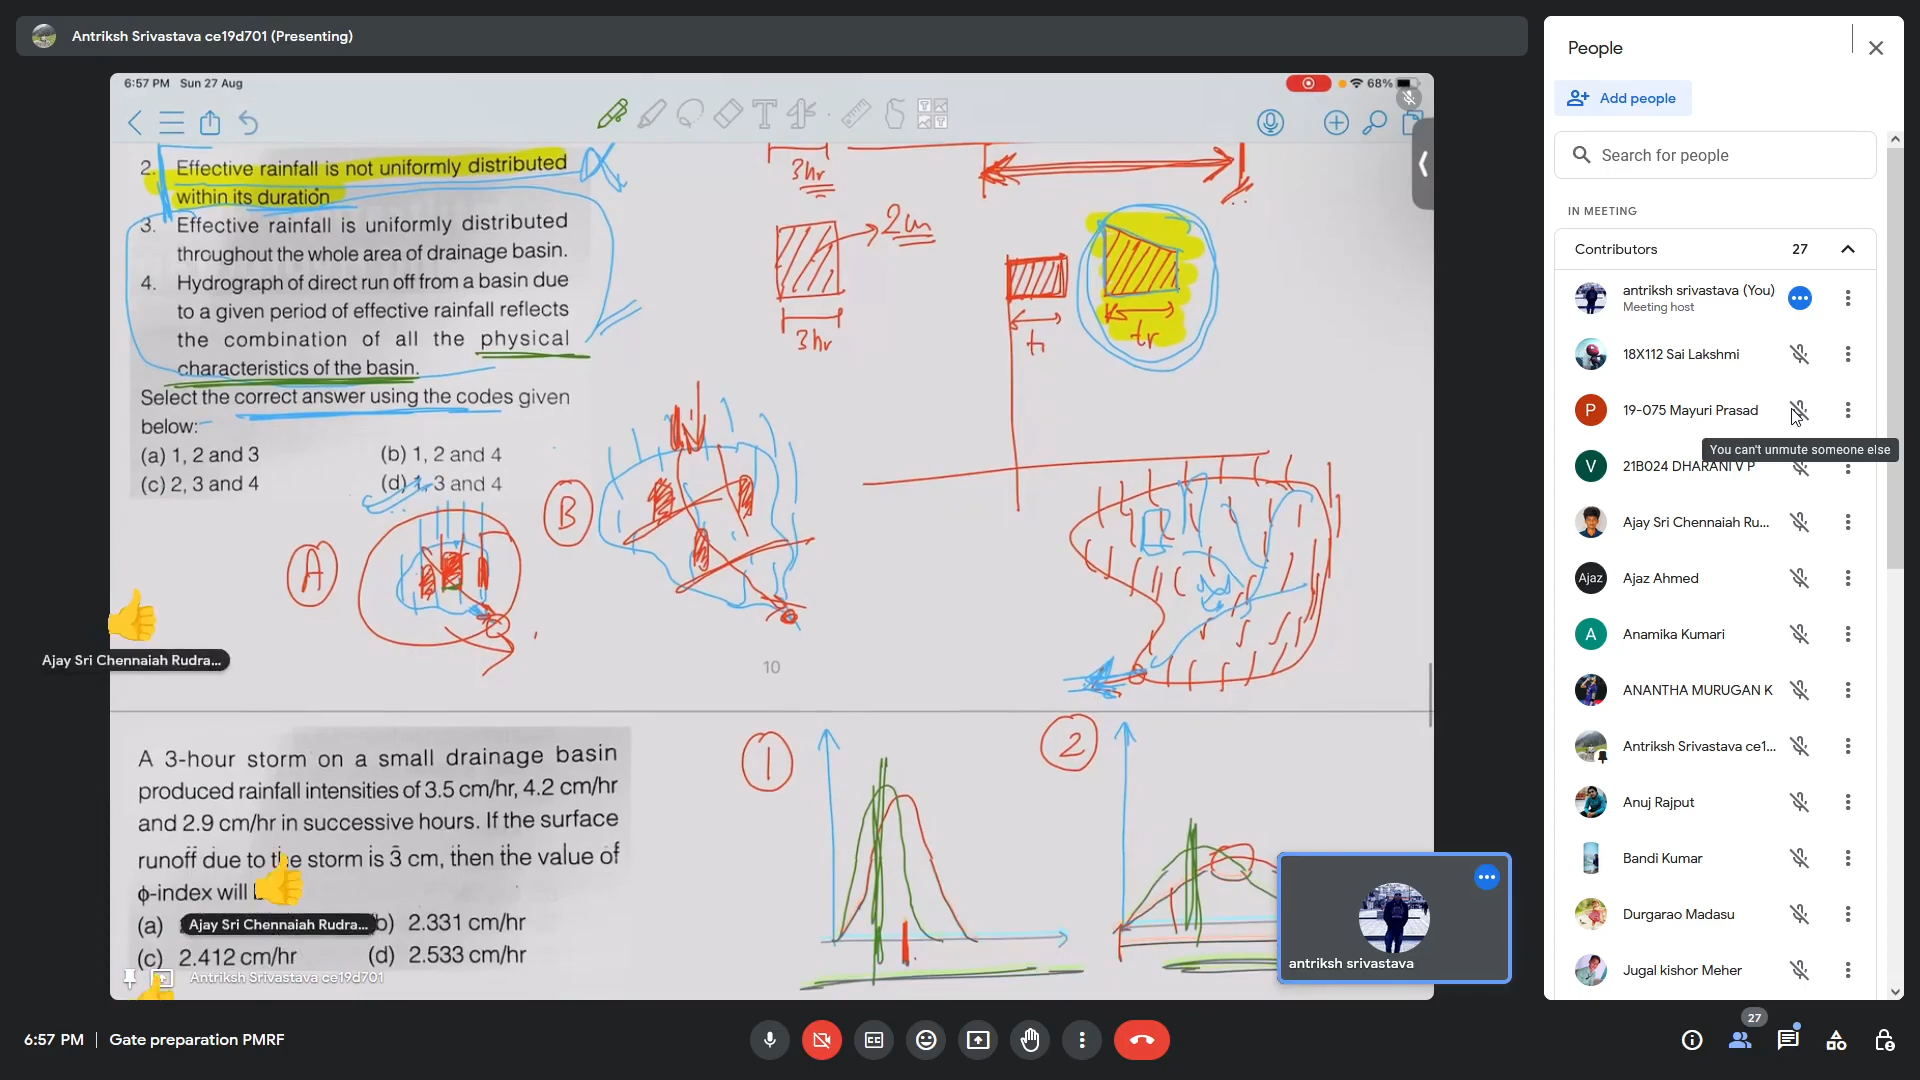 Antriksh Srivastava ce19d701 (Presenting)
6:57 PM Sun 27 Aug
68%
2. Effective rainfall is not uniformly distributed
within its duration.
3. Effective rainfall is uniformly distributed
throughout the whole area of drainage basin.
4. Hydrograph of direct run off from a basin due
to a given period of effective rainfall reflects
the combination of all the physical
characteristics of the basin.
Select the correct answer using the codes given
below:
(a) 1, 2 and 3 (b) 1, 2 and 4
(c) 2, 3 and 4 (d) 1, 3 and 4
3hr
2cm
3hr
tr
A
B
Ajay Sri Chennaiah Rudra...
10
A 3-hour storm on a small drainage basin
produced rainfall intensities of 3.5 cm/hr, 4.2 cm/hr
and 2.9 cm/hr in successive hours. If the surface
runoff due to the storm is 3 cm, then the value of
ϕ-index will
(a) Ajay Sri Chennaiah Rudra... b) 2.331 cm/hr
(c) 2.412 cm/hr (d) 2.533 cm/hr
Antriksh Srivastava ce19d701
1
2
antriksh srivastava
People
Add people
Search for people
IN MEETING
Contributors 27
antriksh srivastava (You)
Meeting host
18X112 Sai Lakshmi
P 19-075 Mayuri Prasad
You can't unmute someone else
V 21B024 DHARANI V P
Ajay Sri Chennaiah Ru...
Ajaz Ajaz Ahmed
A Anamika Kumari
ANANTHA MURUGAN K
Antriksh Srivastava ce1...
Anuj Rajput
Bandi Kumar
Durgarao Madasu
Jugal kishor Meher
6:57 PM | Gate preparation PMRF
27